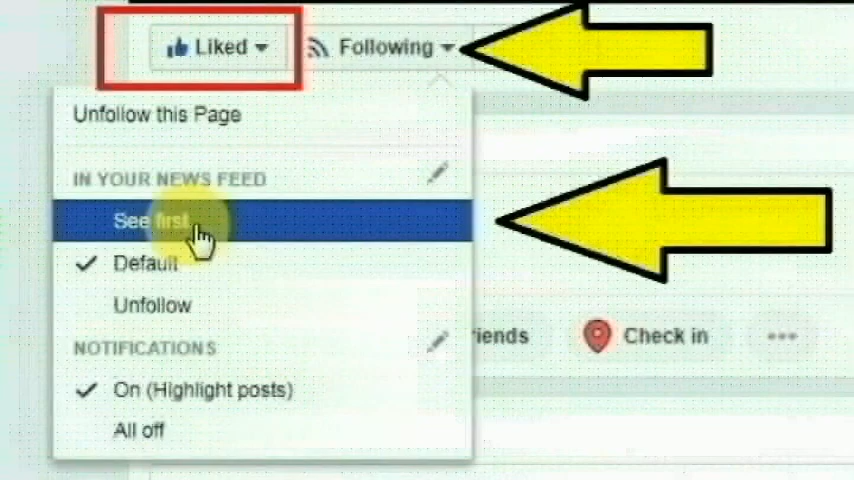 Liked Following
Unfollow this Page
IN YOUR NEWS FEED
See first
Default
Unfollow
NOTIFICATIONS
riends Check in
On (Highlight posts)
All off